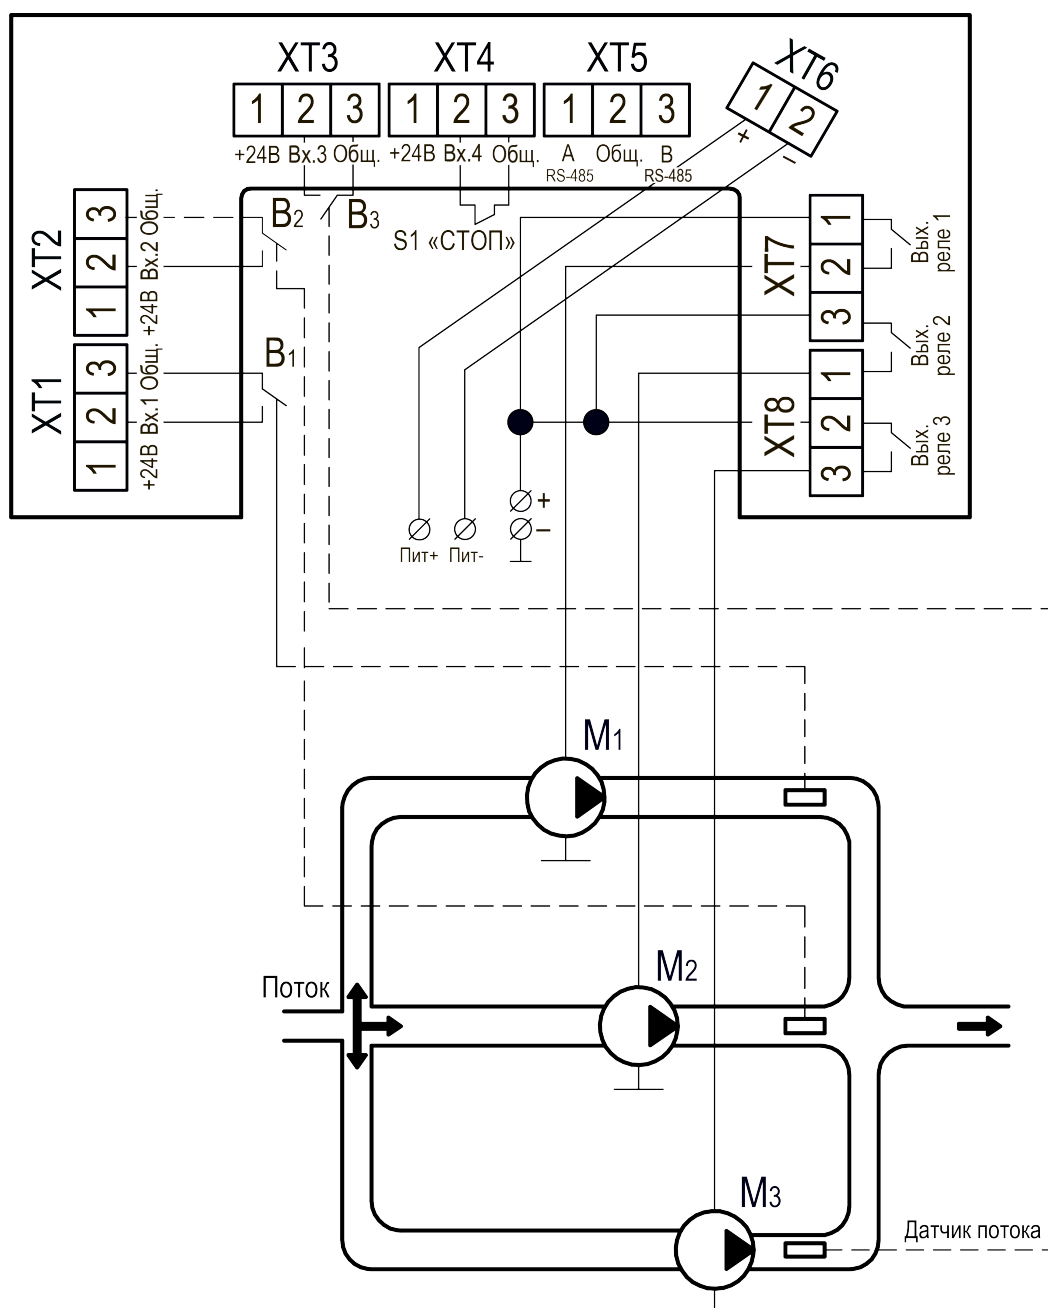 XT3
XT4
XT5
XT6
1 2 3
1 2 3
1 2 3
1 2
+24В Вх.3 Общ.
+24В Вх.4 Общ.
A Общ. B
RS-485 RS-485
+ −
XT2
3 Общ.
2 Вх.2
1 +24В
XT1
3 Общ.
2 Вх.1
1 +24В
B2
B3
B1
S1 «СТОП»
XT7
1
2
3
XT8
1
2
3
Вых.
реле 1
Вых.
реле 2
Вых.
реле 3
+
−
Пит+ Пит-
M1
M2
Поток
M3
Датчик потока